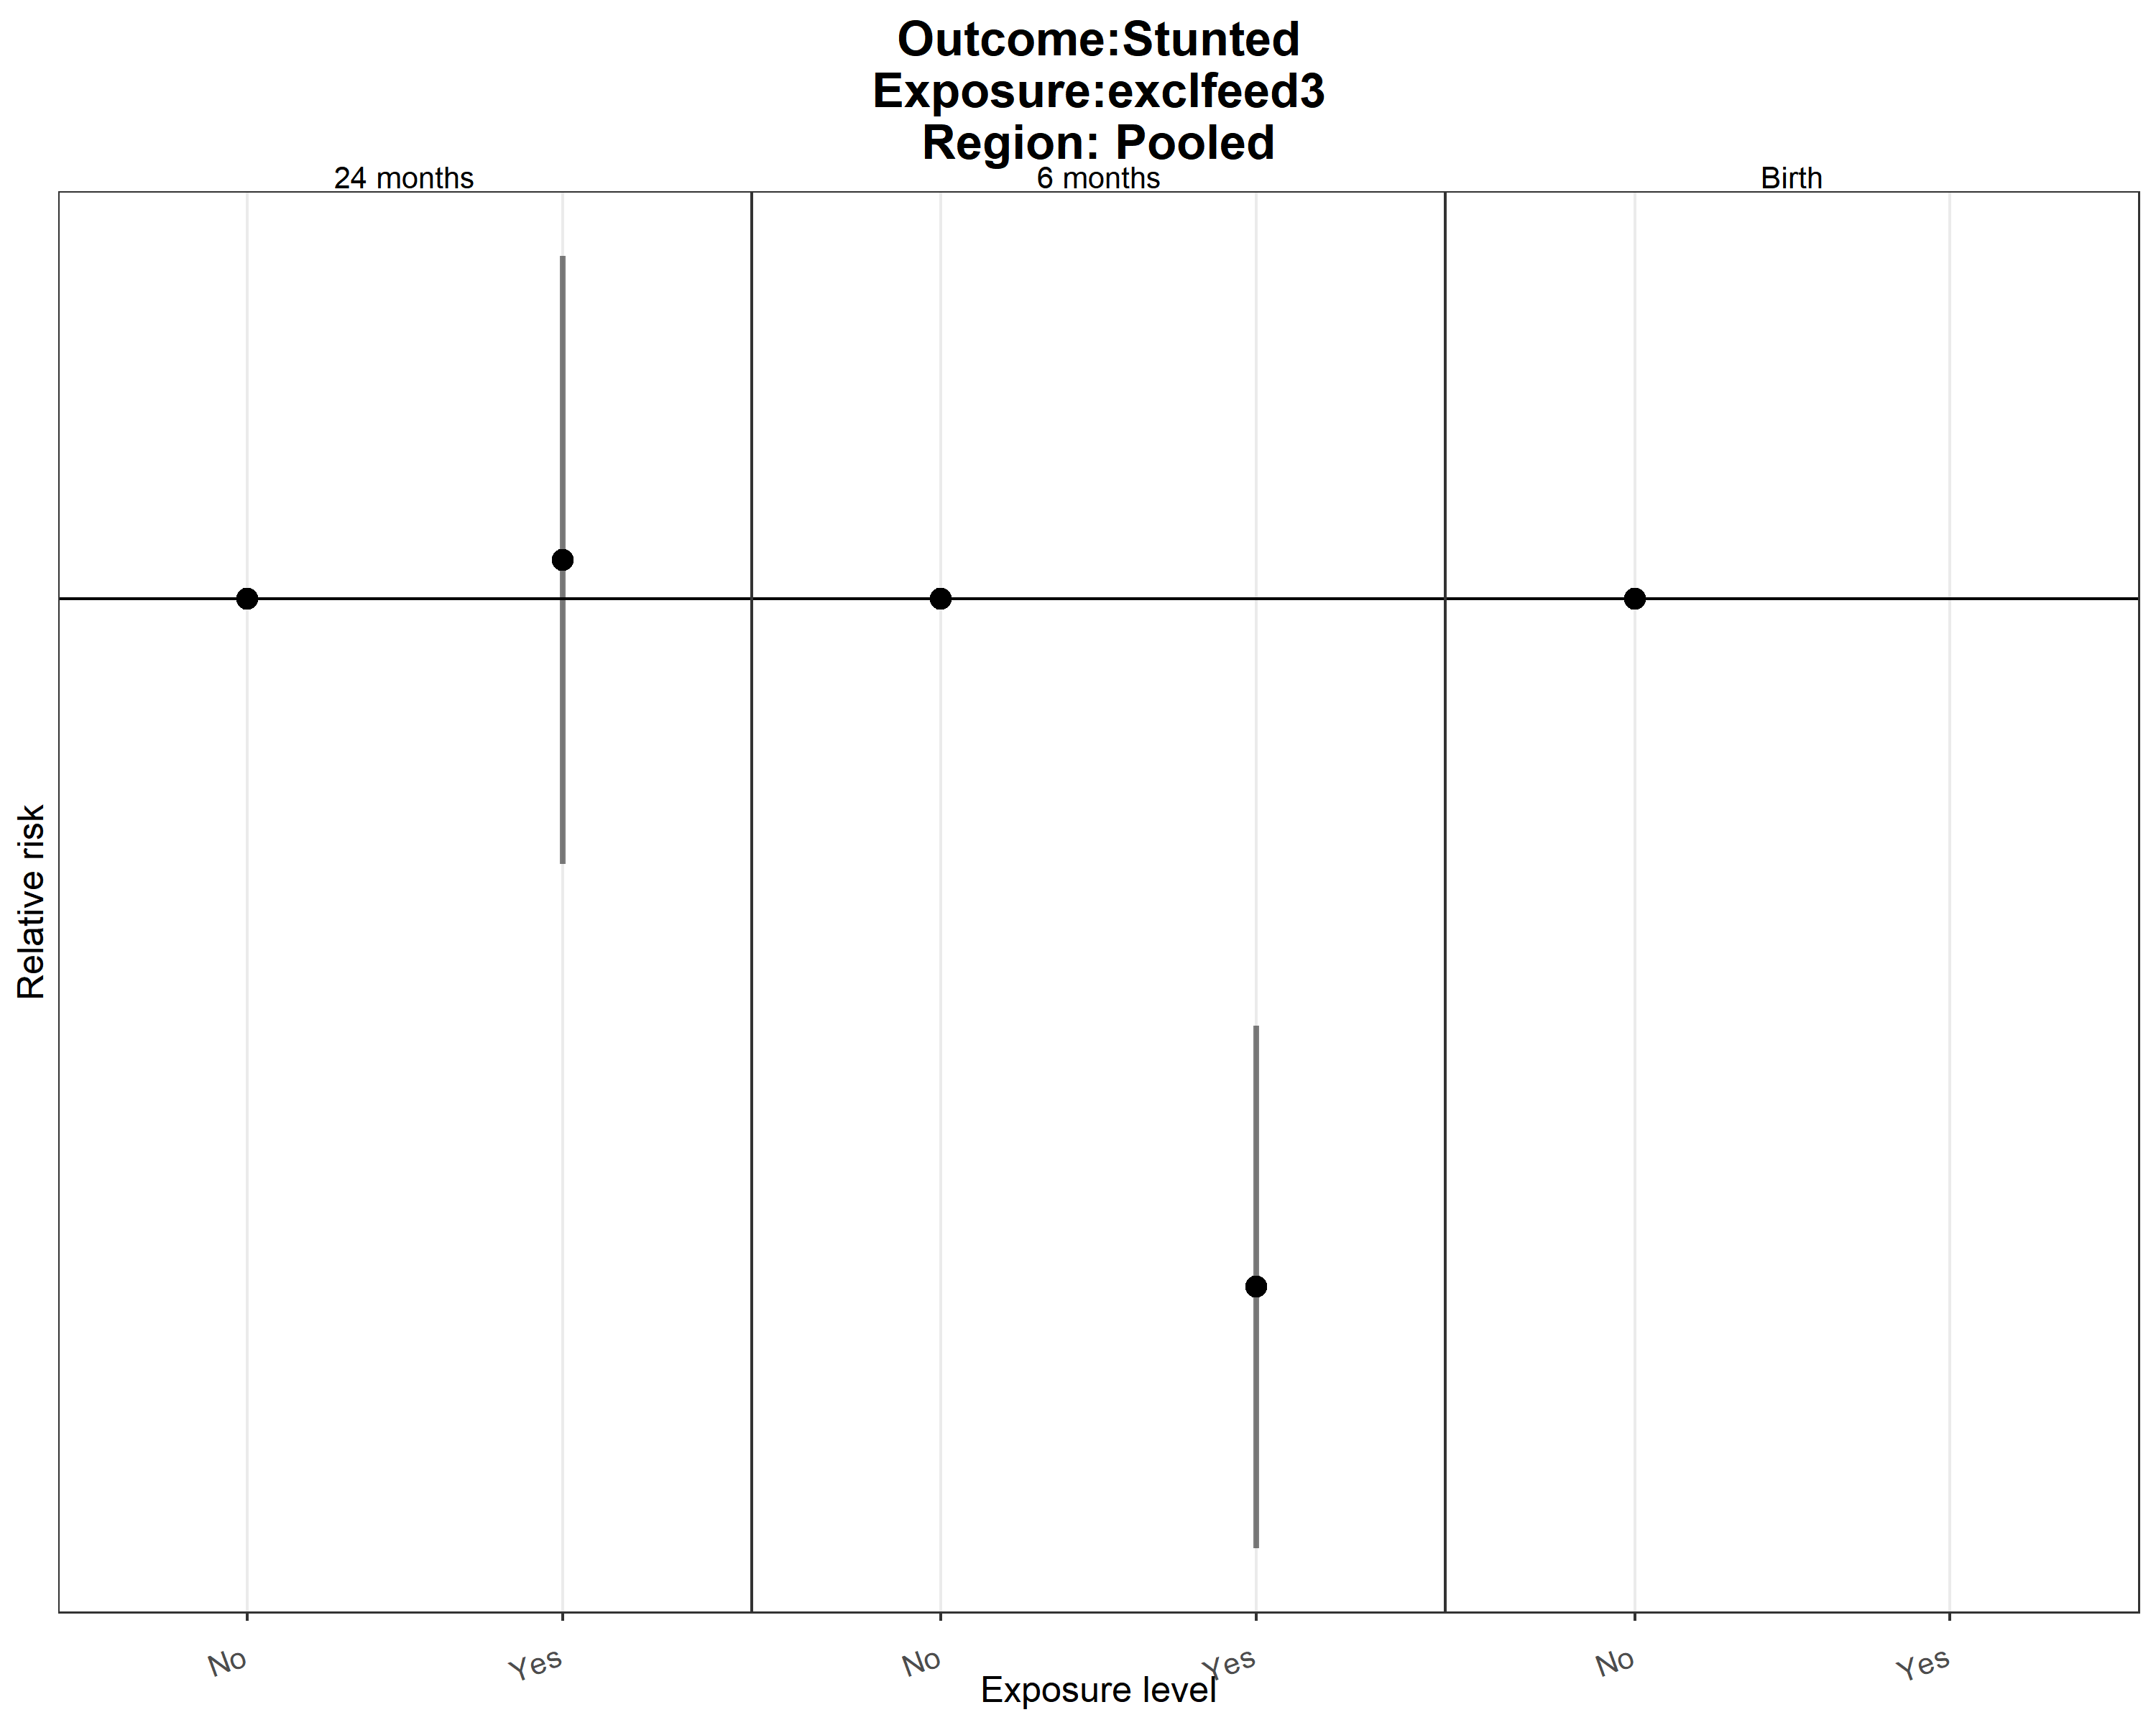 Outcome:Stunted
Exposure:exclfeed3
Region: Pooled
24 months
6 months
Birth
Relative risk
No
Yes
No
Yes
No
Yes
Exposure level